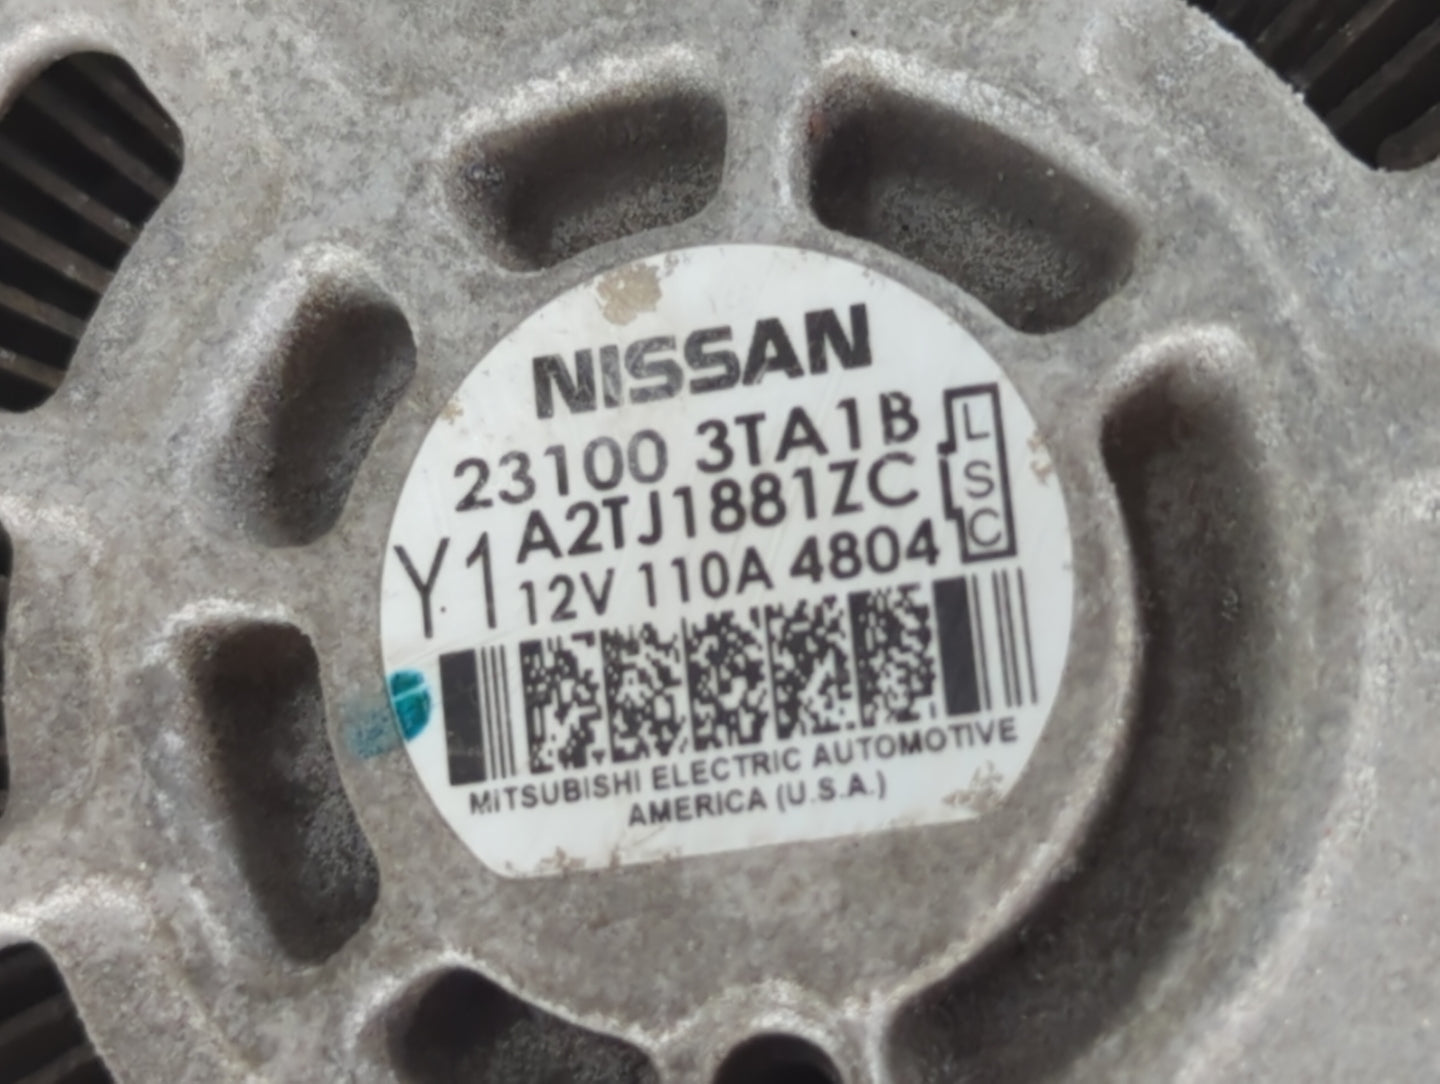 NISSAN
23100 3TA1B
A2TJ1881ZC
Y1
12V 110A 4804
L
S
C
MITSUBISHI ELECTRIC AUTOMOTIVE
AMERICA (U.S.A.)